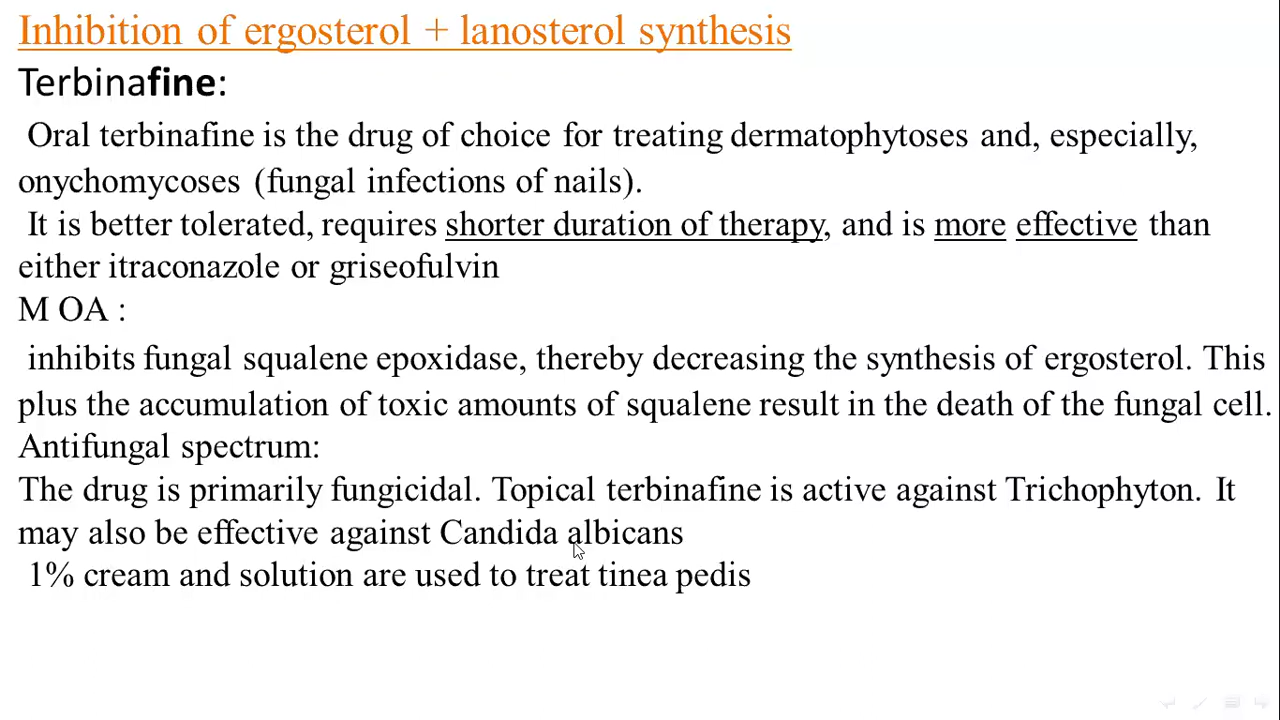 Inhibition of ergosterol + lanosterol synthesis
Terbinafine:
Oral terbinafine is the drug of choice for treating dermatophytoses and, especially,
onychomycoses (fungal infections of nails).
It is better tolerated, requires shorter duration of therapy, and is more effective than
either itraconazole or griseofulvin
M OA :
inhibits fungal squalene epoxidase, thereby decreasing the synthesis of ergosterol. This
plus the accumulation of toxic amounts of squalene result in the death of the fungal cell.
Antifungal spectrum:
The drug is primarily fungicidal. Topical terbinafine is active against Trichophyton. It
may also be effective against Candida albicans
1% cream and solution are used to treat tinea pedis